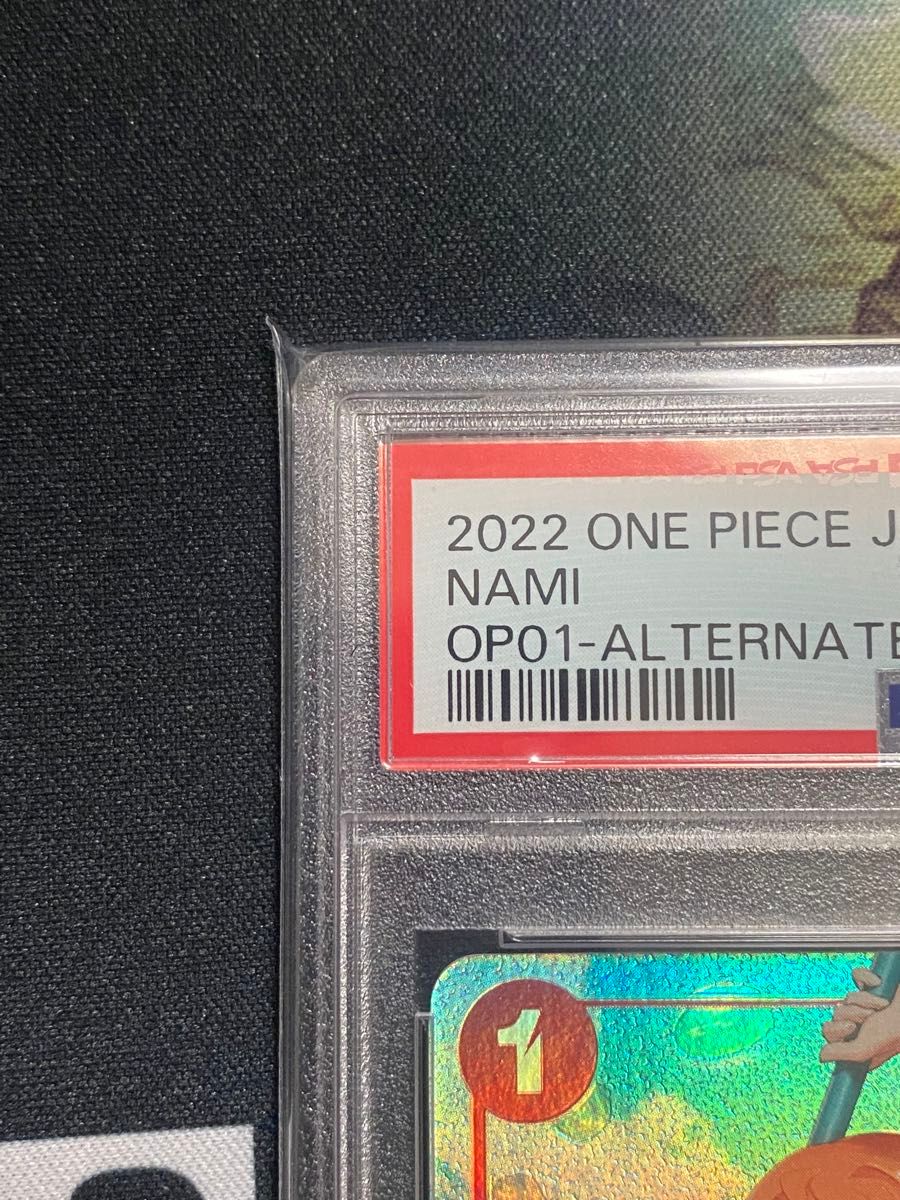 2022 ONE PIECE J
NAMI
OP01-ALTERNATE
1